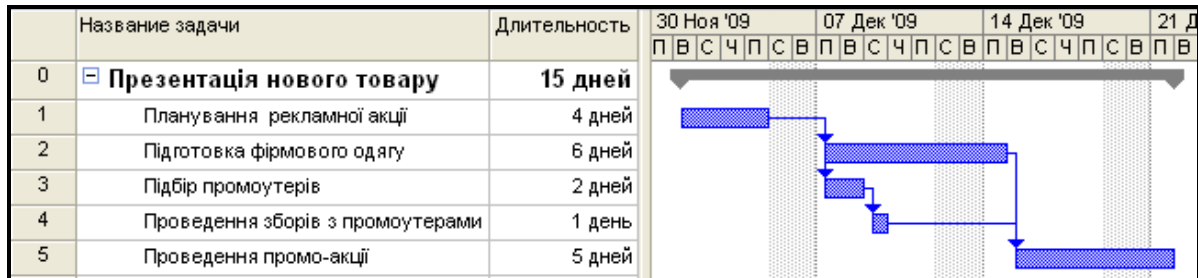 Название задачи Длительность 30 Ноя '09 07 Дек '09 14 Дек '09 21 Д
П В С Ч П С В П В С Ч П С В П В С Ч П С В П В
0 Презентація нового товару 15 дней
1 Планування рекламної акції 4 дней
2 Підготовка фірмового одягу 6 дней
3 Підбір промоутерів 2 дней
4 Проведення зборів з промоутерами 1 день
5 Проведення промо-акції 5 дней